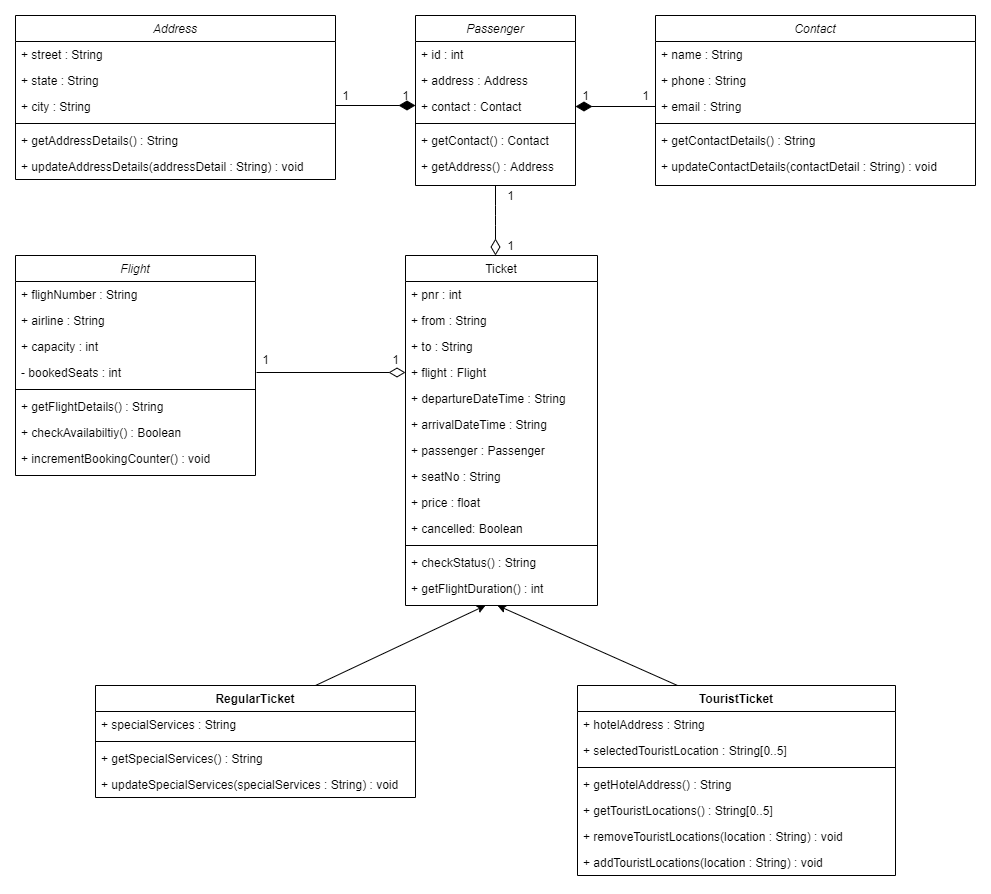 Address
+ street : String
+ state : String
+ city : String
+ getAddressDetails() : String
+ updateAddressDetails(addressDetail : String) : void
1
1
Passenger
+ id : int
+ address : Address
+ contact : Contact
+ getContact() : Contact
+ getAddress() : Address
1
1
Contact
+ name : String
+ phone : String
+ email : String
+ getContactDetails() : String
+ updateContactDetails(contactDetail : String) : void
1
1
Flight
+ flighNumber : String
+ airline : String
+ capacity : int
- bookedSeats : int
+ getFlightDetails() : String
+ checkAvailabiltiy() : Boolean
+ incrementBookingCounter() : void
1
1
Ticket
+ pnr : int
+ from : String
+ to : String
+ flight : Flight
+ departureDateTime : String
+ arrivalDateTime : String
+ passenger : Passenger
+ seatNo : String
+ price : float
+ cancelled: Boolean
+ checkStatus() : String
+ getFlightDuration() : int
RegularTicket
+ specialServices : String
+ getSpecialServices() : String
+ updateSpecialServices(specialServices : String) : void
TouristTicket
+ hotelAddress : String
+ selectedTouristLocation : String[0..5]
+ getHotelAddress() : String
+ getTouristLocations() : String[0..5]
+ removeTouristLocations(location : String) : void
+ addTouristLocations(location : String) : void